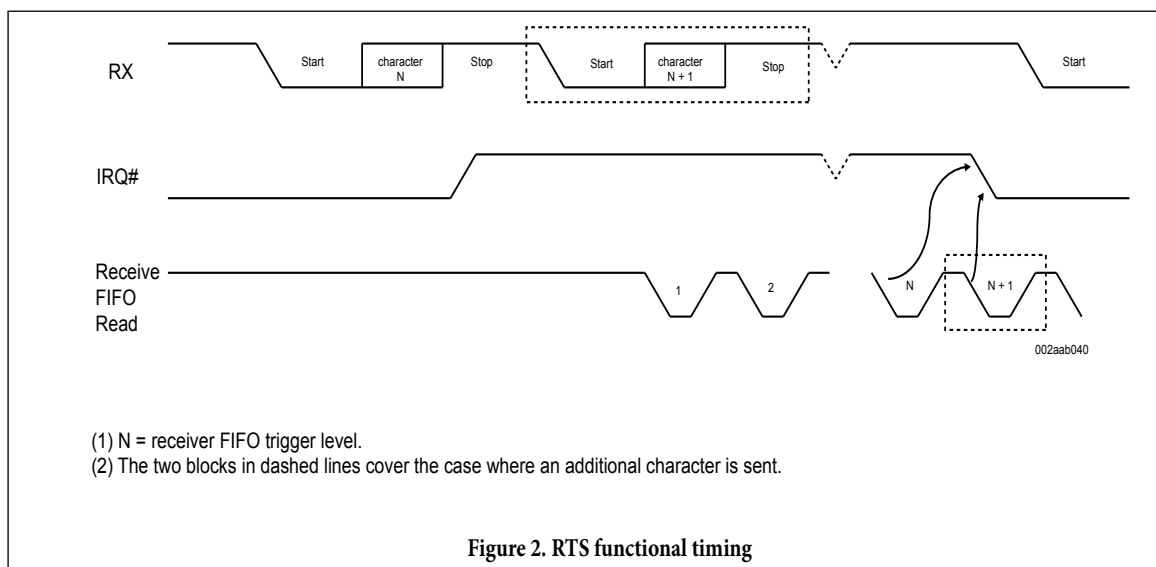 RX
Start
character
N
Stop
Start
character
N + 1
Stop
Start
IRQ#
Receive
FIFO
Read
1
2
N
N + 1
002aab040
(1) N = receiver FIFO trigger level.
(2) The two blocks in dashed lines cover the case where an additional character is sent.
Figure 2. RTS functional timing